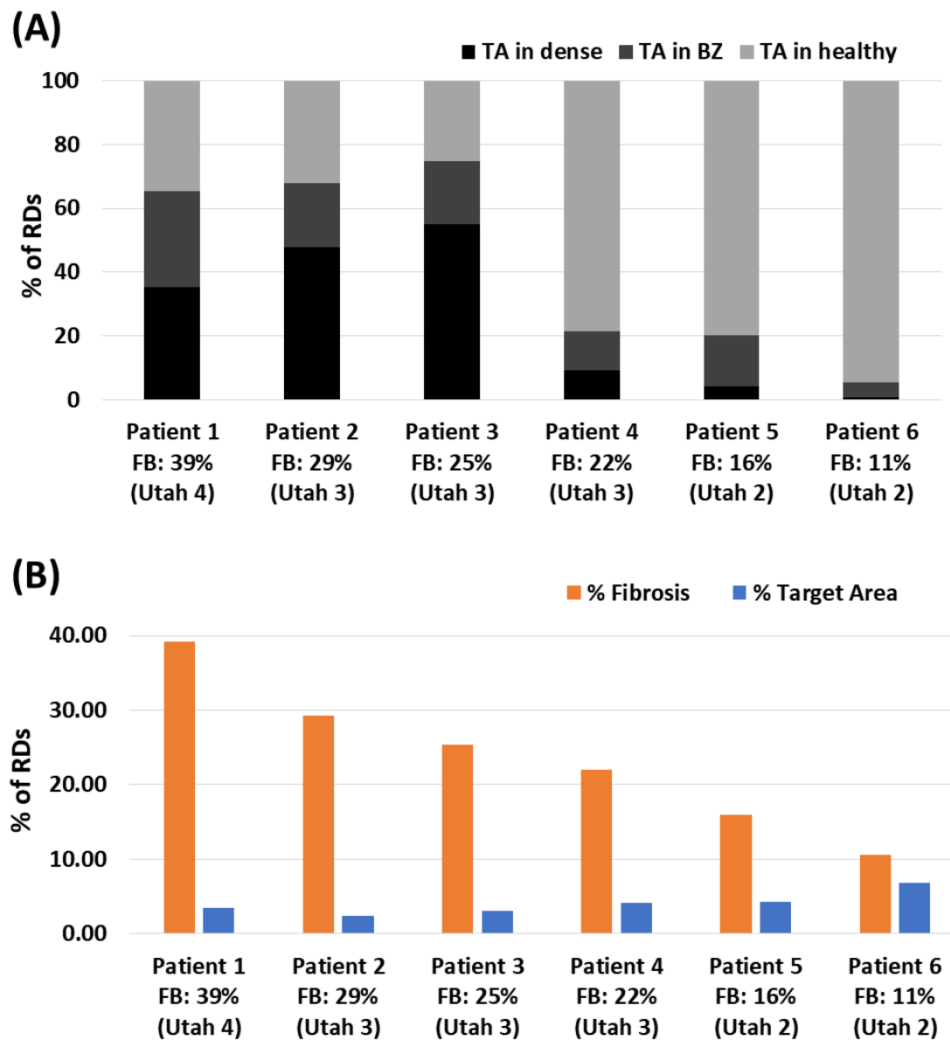 (A)
TA in dense TA in BZ TA in healthy
100
80
60
40
20
0
% of RDs
Patient 1 Patient 2 Patient 3 Patient 4 Patient 5 Patient 6
FB: 39% FB: 29% FB: 25% FB: 22% FB: 16% FB: 11%
(Utah 4) (Utah 3) (Utah 3) (Utah 3) (Utah 2) (Utah 2)
(B)
% Fibrosis % Target Area
40.00
30.00
20.00
10.00
0.00
% of RDs
Patient 1 Patient 2 Patient 3 Patient 4 Patient 5 Patient 6
FB: 39% FB: 29% FB: 25% FB: 22% FB: 16% FB: 11%
(Utah 4) (Utah 3) (Utah 3) (Utah 3) (Utah 2) (Utah 2)